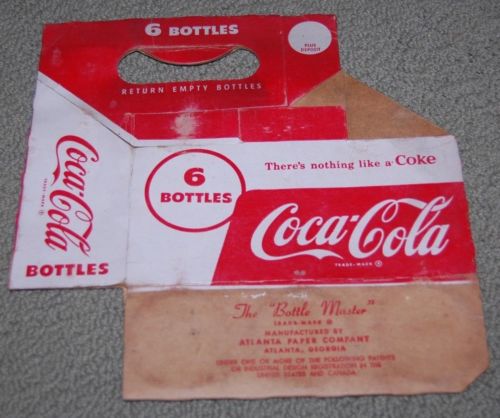 6 BOTTLES
PLUS
DEPOSIT
RETURN EMPTY BOTTLES
Coca-Cola
TRADE-MARK ®
BOTTLES
There's nothing like a Coke
6
BOTTLES
Coca-Cola
TRADE-MARK ®
The "Bottle Master"
TRADE-MARK ®
MANUFACTURED BY
ATLANTA PAPER COMPANY
ATLANTA, GEORGIA
UNDER ONE OR MORE OF THE FOLLOWING PATENTS
OR INDUSTRIAL DESIGN REGISTRATION IN THE
UNITED STATES AND CANADA